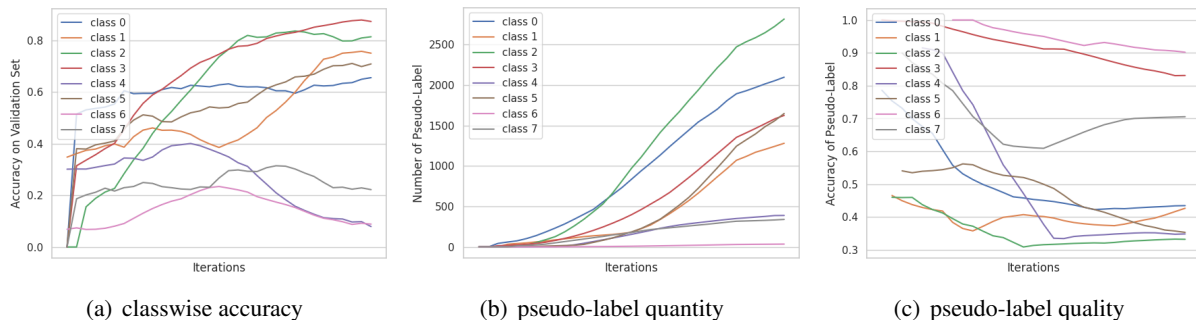 Accuracy on Validation Set
0.8
0.6
0.4
0.2
0.0
class 0
class 1
class 2
class 3
class 4
class 5
class 6
class 7
Iterations
(a) classwise accuracy
Number of Pseudo-Label
2500
2000
1500
1000
500
0
class 0
class 1
class 2
class 3
class 4
class 5
class 6
class 7
Iterations
(b) pseudo-label quantity
Accuracy of Pseudo-Label
1.0
0.9
0.8
0.7
0.6
0.5
0.4
0.3
class 0
class 1
class 2
class 3
class 4
class 5
class 6
class 7
Iterations
(c) pseudo-label quality